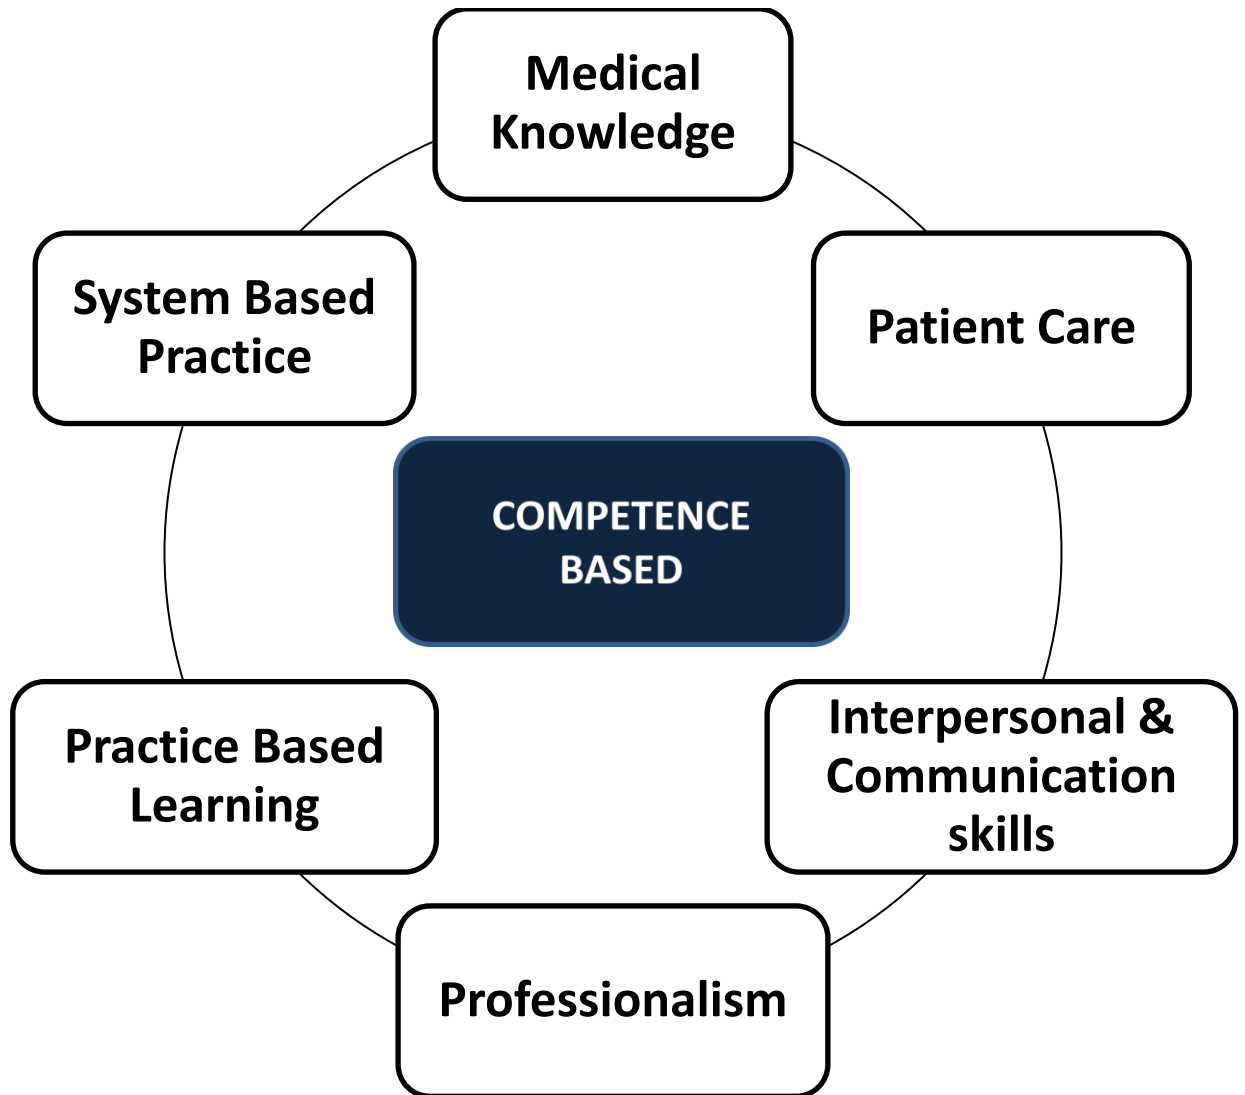 Medical
Knowledge
System Based
Practice
Patient Care
COMPETENCE
BASED
Practice Based
Learning
Interpersonal &
Communication
skills
Professionalism